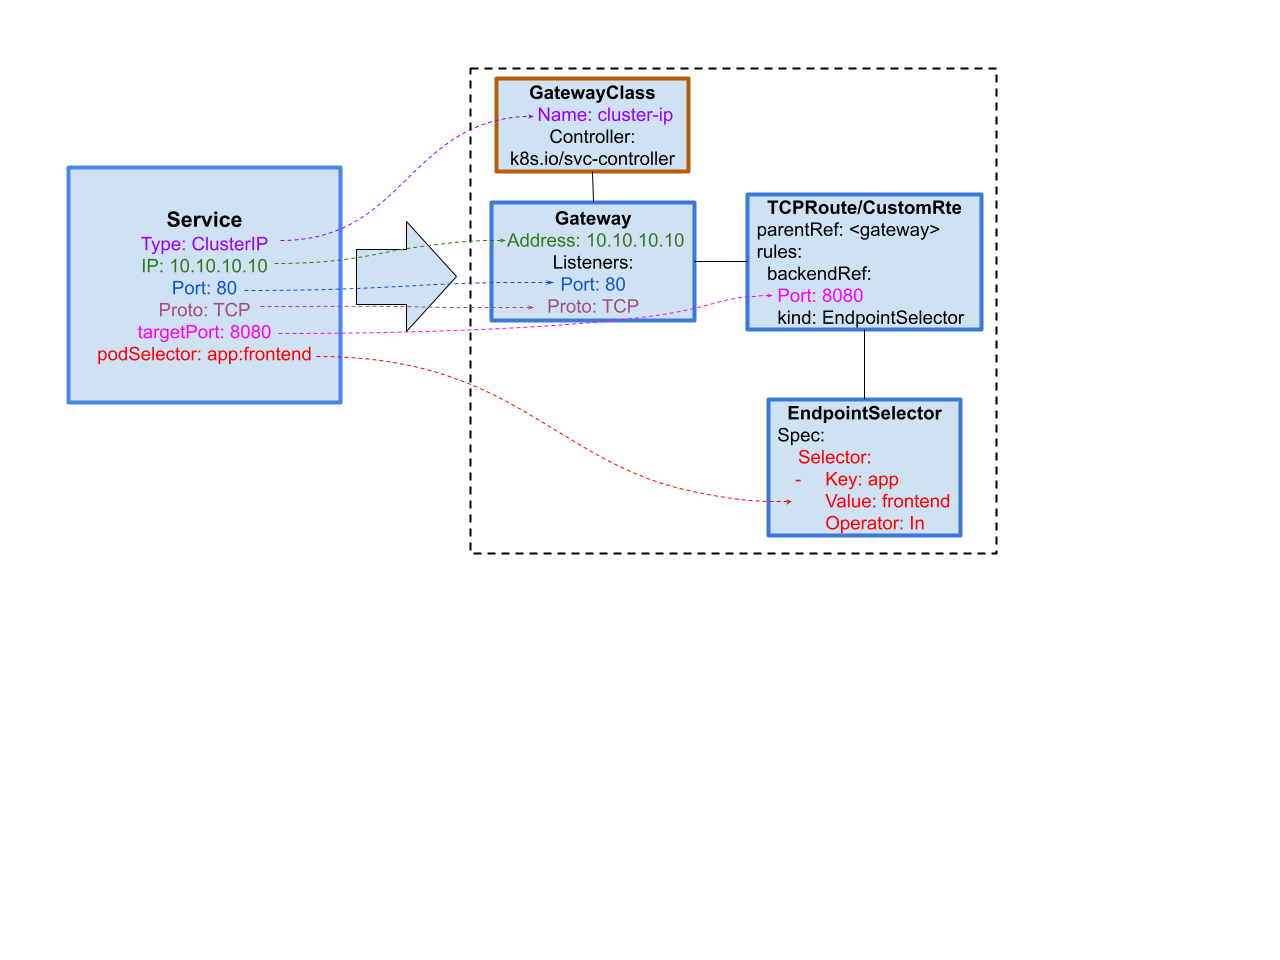 Service
Type: ClusterIP
IP: 10.10.10.10
Port: 80
Proto: TCP
targetPort: 8080
podSelector: app:frontend
GatewayClass
Name: cluster-ip
Controller:
k8s.io/svc-controller
Gateway
Address: 10.10.10.10
Listeners:
Port: 80
Proto: TCP
TCPRoute/CustomRte
parentRef: <gateway>
rules:
backendRef:
Port: 8080
kind: EndpointSelector
EndpointSelector
Spec:
Selector:
- Key: app
Value: frontend
Operator: In